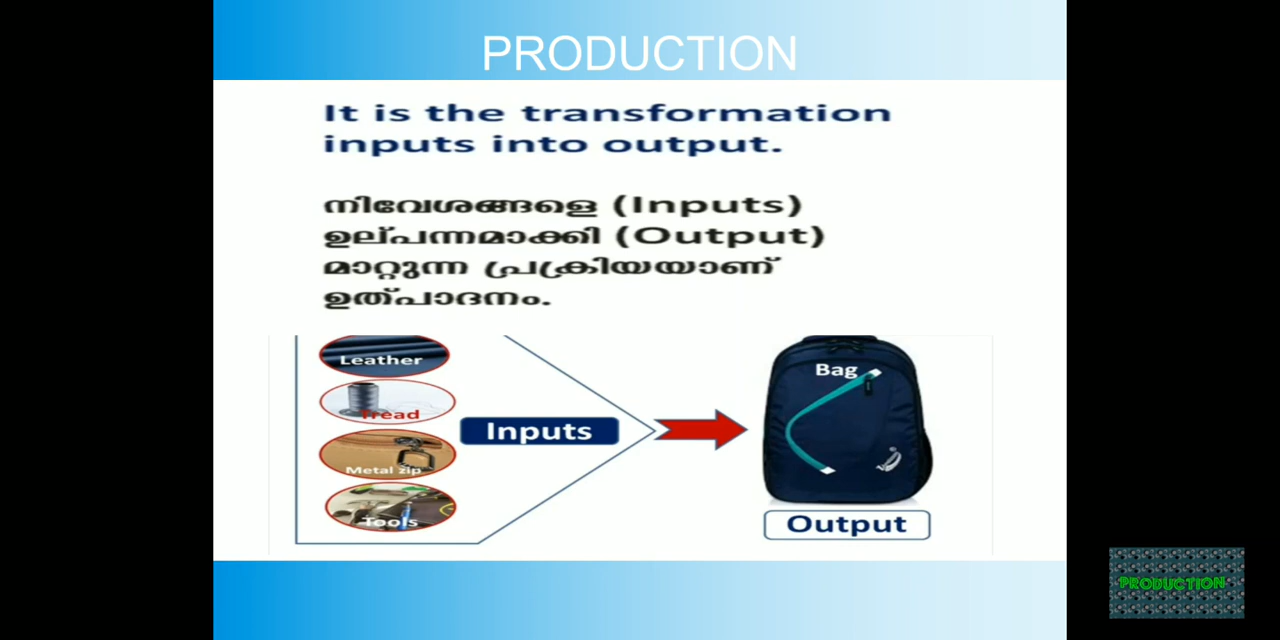 PRODUCTION
It is the transformation
inputs into output.
നിവേശങ്ങളെ (Inputs)
ഉല്പന്നമാക്കി (Output)
മാറ്റുന്ന പ്രക്രിയയാണ്
ഉത്പാദനം.
Leather
Tread
Metal zip
Tools
Inputs
Bag
Output
PRODUCTION